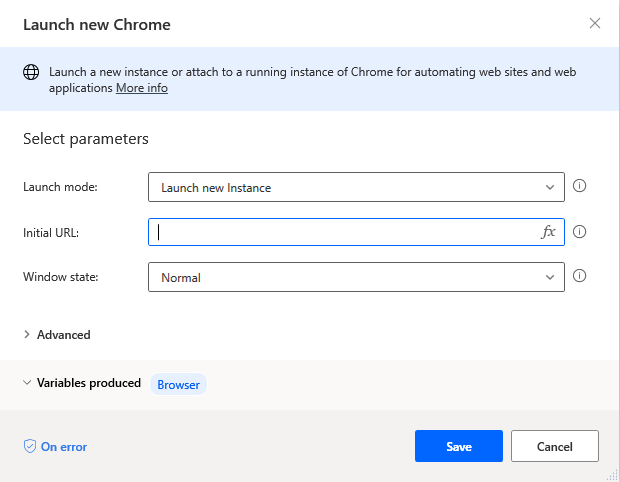 Launch new Chrome
Launch a new instance or attach to a running instance of Chrome for automating web sites and web
applications More info
Select parameters
Launch mode: Launch new Instance
Initial URL: fx
Window state: Normal
Advanced
Variables produced Browser
On error Save Cancel